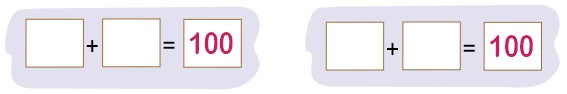 + = 100 + = 100